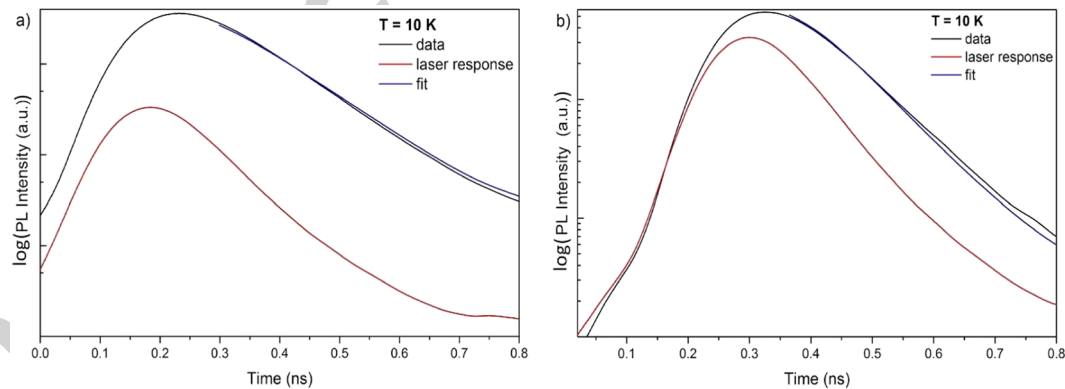 a)
T = 10 K
data
laser response
fit
log(PL Intensity (a.u.))
0.0 0.1 0.2 0.3 0.4 0.5 0.6 0.7 0.8
Time (ns)
b)
T = 10 K
data
laser response
fit
log(PL Intensity (a.u.))
0.1 0.2 0.3 0.4 0.5 0.6 0.7 0.8
Time (ns)